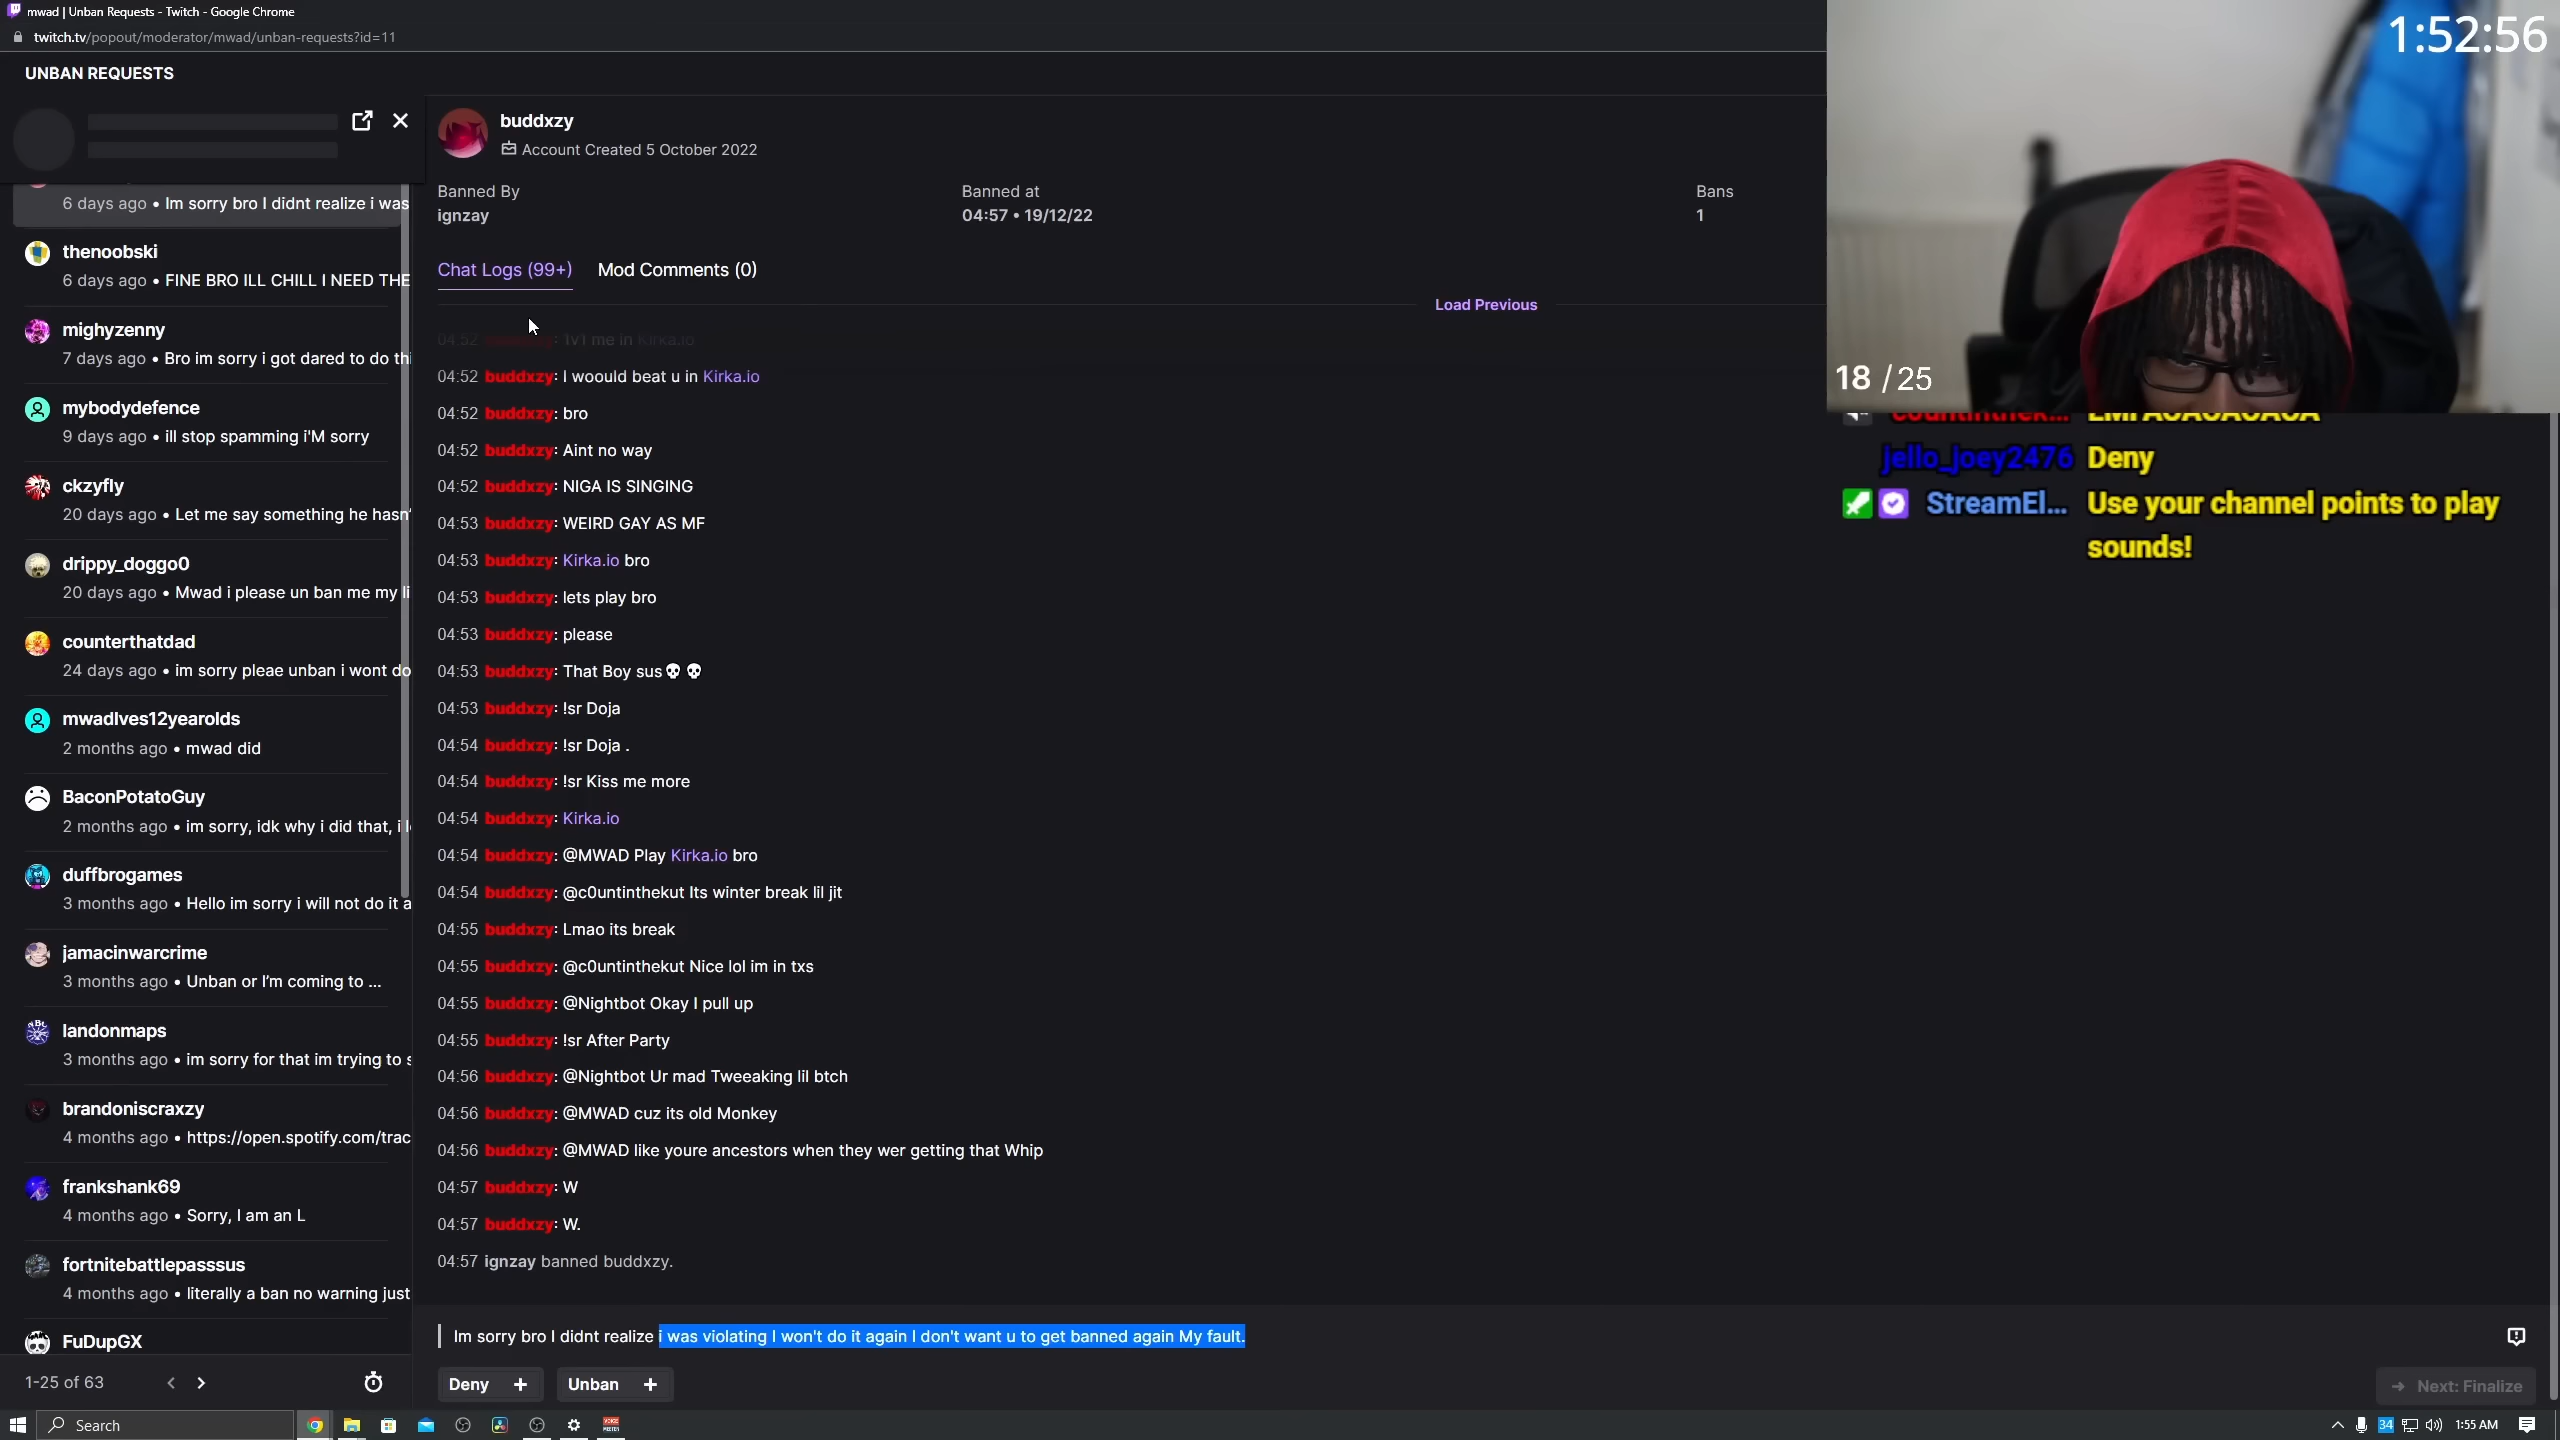 mwad | Unban Requests - Twitch - Google Chrome
twitch.tv/popout/moderator/mwad/unban-requests?id=11
1:52:56
UNBAN REQUESTS
6 days ago • Im sorry bro I didnt realize i was
thenoobski
6 days ago • FINE BRO ILL CHILL I NEED THE
mighyzenny
7 days ago • Bro im sorry i got dared to do thi
mybodydefence
9 days ago • ill stop spamming i'M sorry
ckzyfly
20 days ago • Let me say something he hasn'
drippy_doggo0
20 days ago • Mwad i please un ban me my li
counterthatdad
24 days ago • im sorry pleae unban i wont do
mwadlves12yearolds
2 months ago • mwad did
BaconPotatoGuy
2 months ago • im sorry, idk why i did that, i l
duffbrogames
3 months ago • Hello im sorry i will not do it a
jamacinwarcrime
3 months ago • Unban or I'm coming to ...
landonmaps
3 months ago • im sorry for that im trying to s
brandoniscraxzy
4 months ago • https://open.spotify.com/trac
frankshank69
4 months ago • Sorry, I am an L
fortnitebattlepasssus
4 months ago • literally a ban no warning just
FuDupGX
1-25 of 63
buddxzy
Account Created 5 October 2022
Banned By
ignzay
Banned at
04:57 • 19/12/22
Bans
1
Chat Logs (99+)
Mod Comments (0)
Load Previous
04:52 buddxzy: 1v1 me in Kirka.io
04:52 buddxzy: I woould beat u in Kirka.io
04:52 buddxzy: bro
04:52 buddxzy: Aint no way
04:52 buddxzy: NIGA IS SINGING
04:53 buddxzy: WEIRD GAY AS MF
04:53 buddxzy: Kirka.io bro
04:53 buddxzy: lets play bro
04:53 buddxzy: please
04:53 buddxzy: That Boy sus💀💀
04:53 buddxzy: !sr Doja
04:54 buddxzy: !sr Doja .
04:54 buddxzy: !sr Kiss me more
04:54 buddxzy: Kirka.io
04:54 buddxzy: @MWAD Play Kirka.io bro
04:54 buddxzy: @c0untinthekut Its winter break lil jit
04:55 buddxzy: Lmao its break
04:55 buddxzy: @c0untinthekut Nice lol im in txs
04:55 buddxzy: @Nightbot Okay I pull up
04:55 buddxzy: !sr After Party
04:56 buddxzy: @Nightbot Ur mad Tweeaking lil btch
04:56 buddxzy: @MWAD cuz its old Monkey
04:56 buddxzy: @MWAD like youre ancestors when they wer getting that Whip
04:57 buddxzy: W
04:57 buddxzy: W.
04:57 ignzay banned buddxzy.
Im sorry bro I didnt realize i was violating I won't do it again I don't want u to get banned again My fault.
Deny +
Unban +
Next: Finalize
18 / 25
jello_joey2476 Deny
StreamEl... Use your channel points to play
sounds!
Search
34
1:55 AM